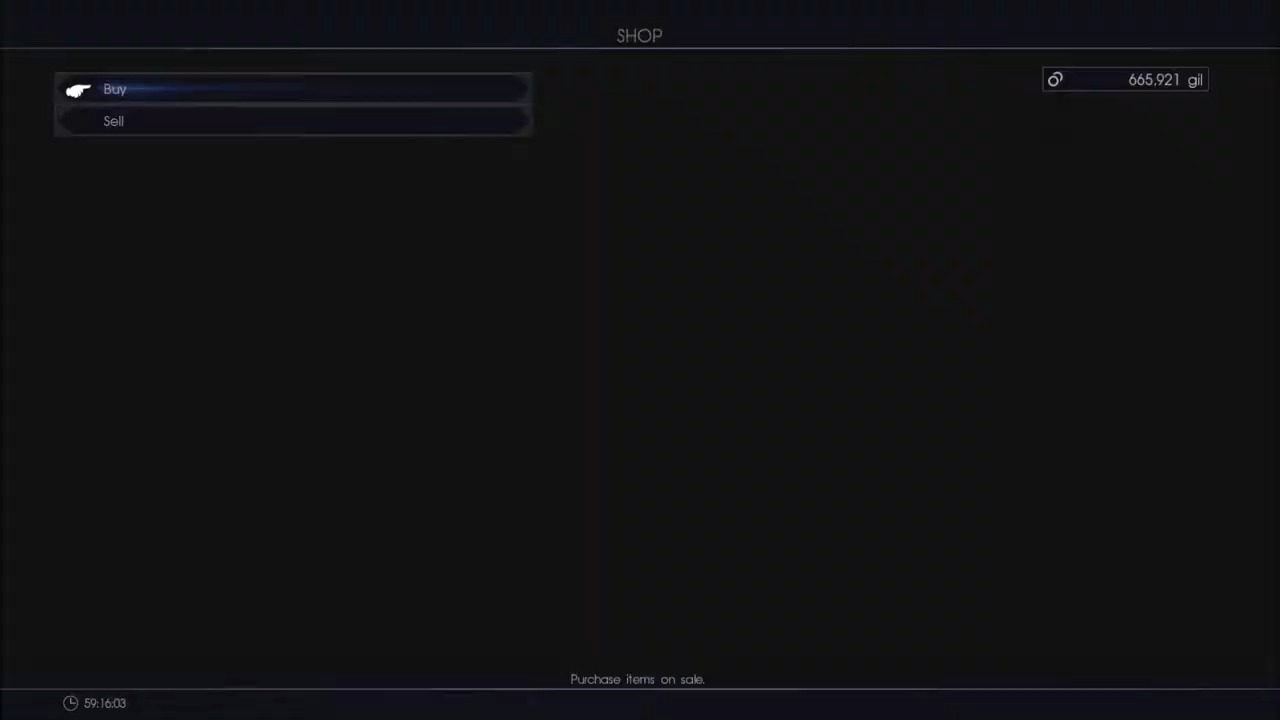 SHOP
665,921 gil
Buy
Sell
Purchase items on sale.
59:16:03